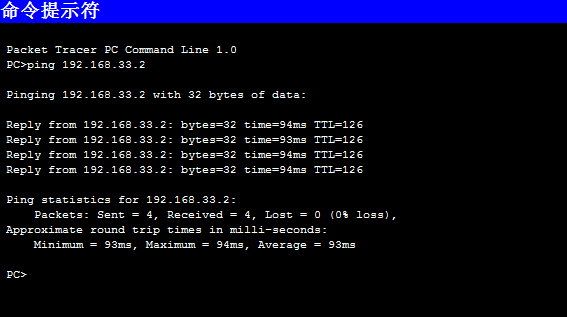 命令提示符
Packet Tracer PC Command Line 1.0
PC>ping 192.168.33.2
Pinging 192.168.33.2 with 32 bytes of data:
Reply from 192.168.33.2: bytes=32 time=94ms TTL=126
Reply from 192.168.33.2: bytes=32 time=93ms TTL=126
Reply from 192.168.33.2: bytes=32 time=94ms TTL=126
Reply from 192.168.33.2: bytes=32 time=94ms TTL=126
Ping statistics for 192.168.33.2:
    Packets: Sent = 4, Received = 4, Lost = 0 (0% loss),
Approximate round trip times in milli-seconds:
    Minimum = 93ms, Maximum = 94ms, Average = 93ms
PC>